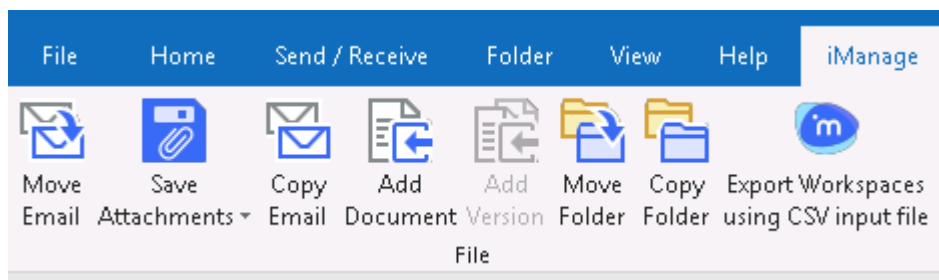 File Home Send / Receive Folder View Help iManage
m
Move Save Copy Add Add Move Copy Export Workspaces
Email Attachments Email Document Version Folder Folder using CSV input file
File